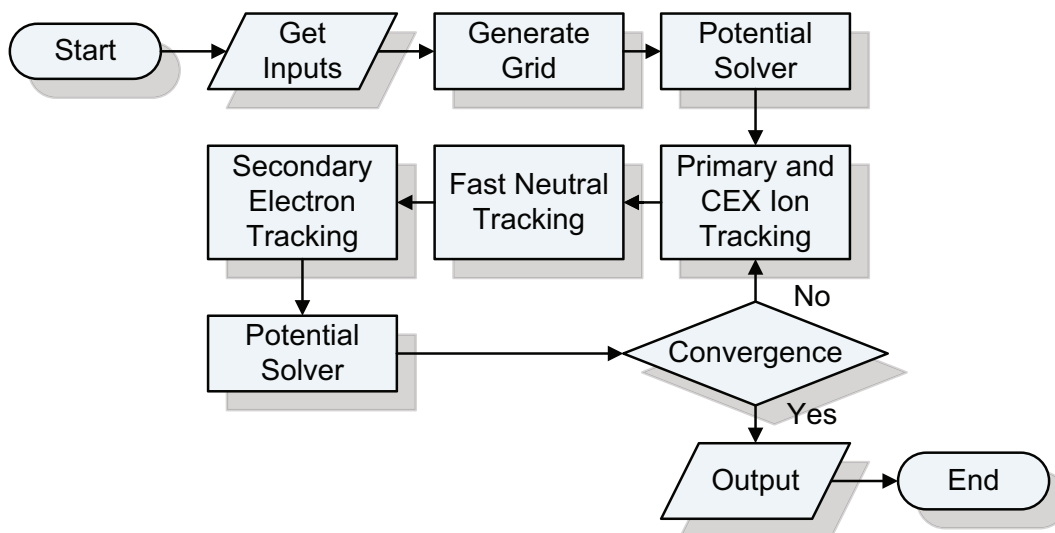 Start
Get
Inputs
Generate
Grid
Potential
Solver
Primary and
CEX Ion
Tracking
Fast Neutral
Tracking
Secondary
Electron
Tracking
Potential
Solver
Convergence
No
Yes
Output
End